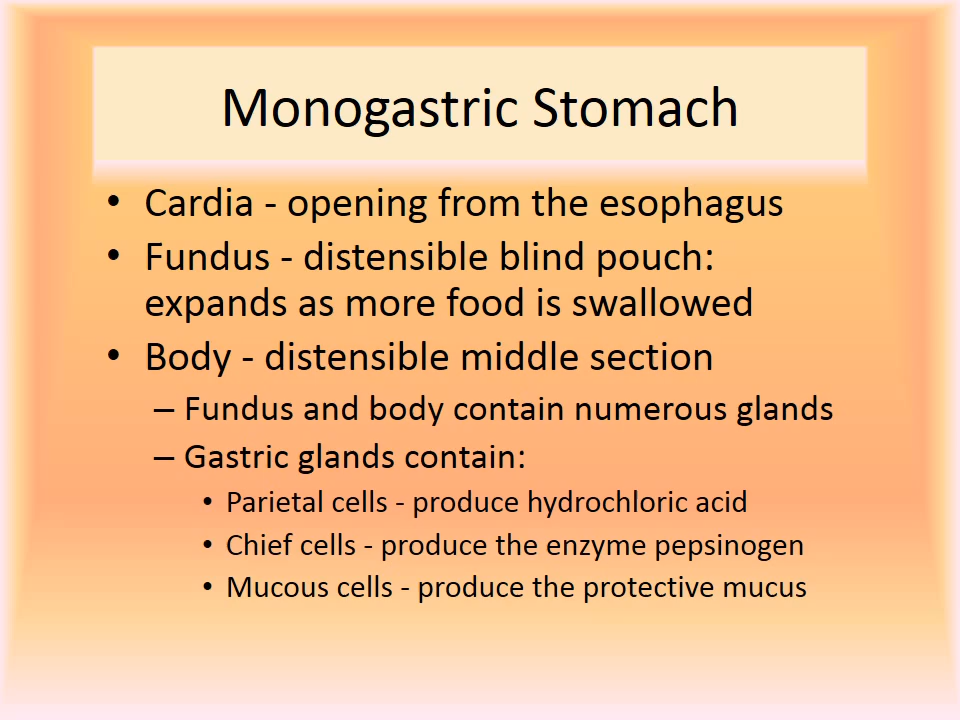 Monogastric Stomach
• Cardia - opening from the esophagus
• Fundus - distensible blind pouch:
expands as more food is swallowed
• Body - distensible middle section
– Fundus and body contain numerous glands
– Gastric glands contain:
• Parietal cells - produce hydrochloric acid
• Chief cells - produce the enzyme pepsinogen
• Mucous cells - produce the protective mucus